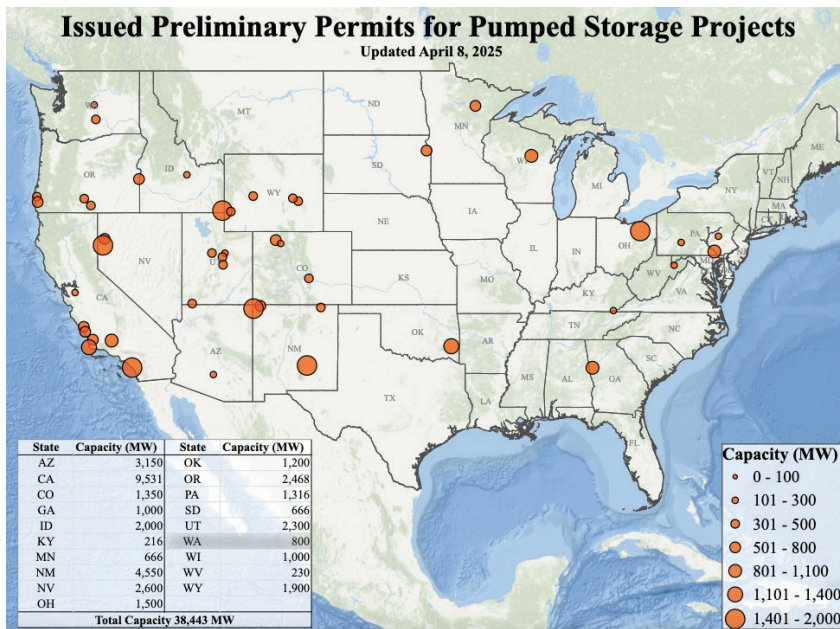 Issued Preliminary Permits for Pumped Storage Projects
Updated April 8, 2025
WA
MT
ND
MN
ME
OR
ID
SD
WI
VT
NH
WY
MI
NY
MA
NE
IA
PA
NV
UT
IL
IN
OH
CA
CO
KS
MO
WV
VA
KY
AZ
NM
OK
AR
TN
NC
SC
TX
MS
AL
GA
LA
FL
State Capacity (MW) State Capacity (MW)
AZ 3,150 OK 1,200
CA 9,531 OR 2,468
CO 1,350 PA 1,316
GA 1,000 SD 666
ID 2,000 UT 2,300
KY 216 WA 800
MN 666 WI 1,000
NM 4,550 WV 230
NV 2,600 WY 1,900
OH 1,500
Total Capacity 38,443 MW
Capacity (MW)
0 - 100
101 - 300
301 - 500
501 - 800
801 - 1,100
1,101 - 1,400
1,401 - 2,000